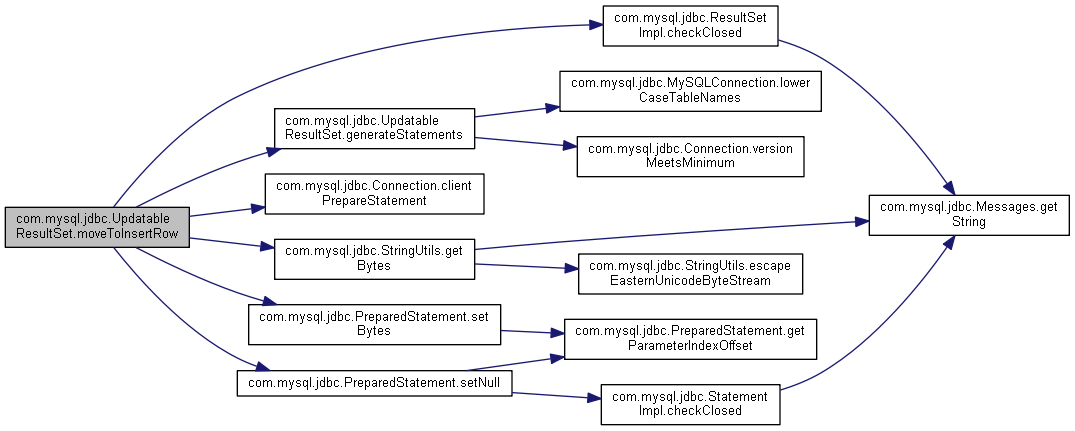 com.mysql.jdbc.ResultSet
Impl.checkClosed
com.mysql.jdbc.MySQLConnection.lower
CaseTableNames
com.mysql.jdbc.Updatable
ResultSet.generateStatements
com.mysql.jdbc.Connection.version
MeetsMinimum
com.mysql.jdbc.Connection.client
PrepareStatement
com.mysql.jdbc.Messages.get
String
com.mysql.jdbc.Updatable
ResultSet.moveToInsertRow
com.mysql.jdbc.StringUtils.get
Bytes
com.mysql.jdbc.StringUtils.escape
EasternUnicodeByteStream
com.mysql.jdbc.PreparedStatement.set
Bytes
com.mysql.jdbc.PreparedStatement.get
ParameterIndexOffset
com.mysql.jdbc.PreparedStatement.setNull
com.mysql.jdbc.Statement
Impl.checkClosed